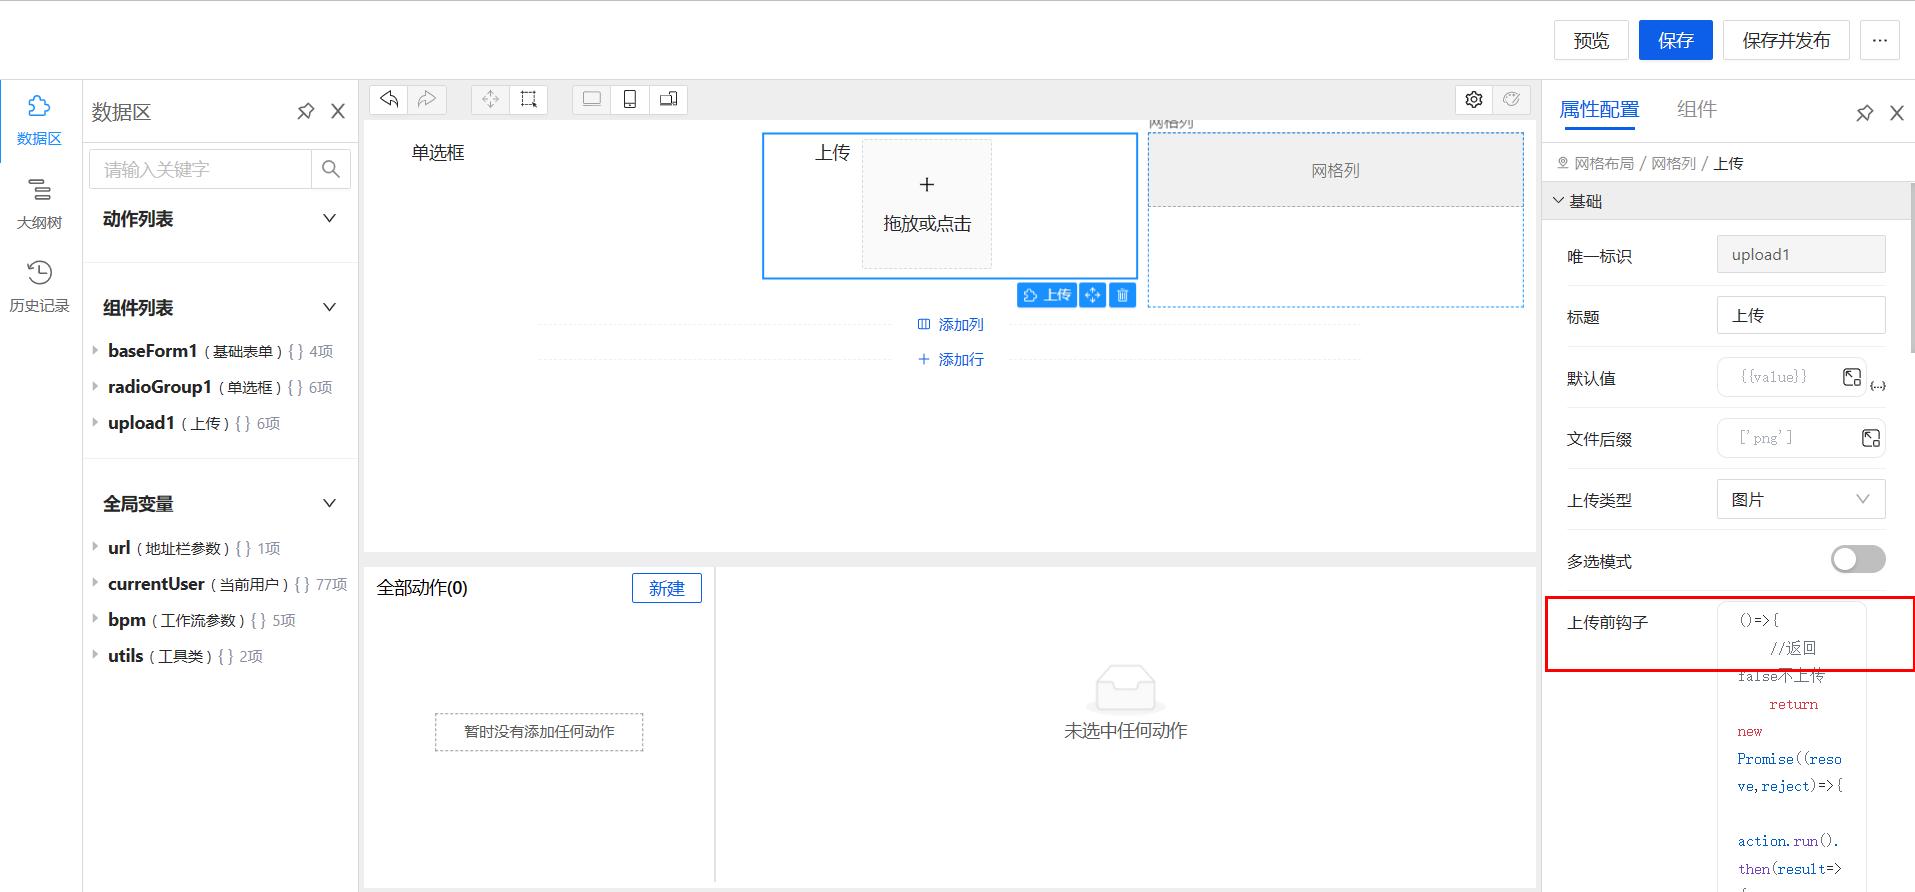 预览
保存
保存并发布
...
数据区
大纲树
历史记录
数据区
请输入关键字
动作列表
组件列表
baseForm1 ( 基础表单 ) { } 4项
radioGroup1 ( 单选框 ) { } 6项
upload1 ( 上传 ) { } 6项
全局变量
url ( 地址栏参数 ) { } 1项
currentUser ( 当前用户 ) { } 77项
bpm ( 工作流参数 ) { } 5项
utils ( 工具类 ) { } 2项
单选框
上传
+
拖放或点击
上传
网格列
网格列
添加列
+ 添加行
全部动作(0)
新建
暂时没有添加任何动作
未选中任何动作
属性配置
组件
网格布局 / 网格列 / 上传
基础
唯一标识
upload1
标题
上传
默认值
{{value}}
{...}
文件后缀
['png']
上传类型
图片
多选模式
上传前钩子
()=>{
//返回
false不上传
return
new
Promise((reso
ve,reject)=>{
action.run().
then(result=>